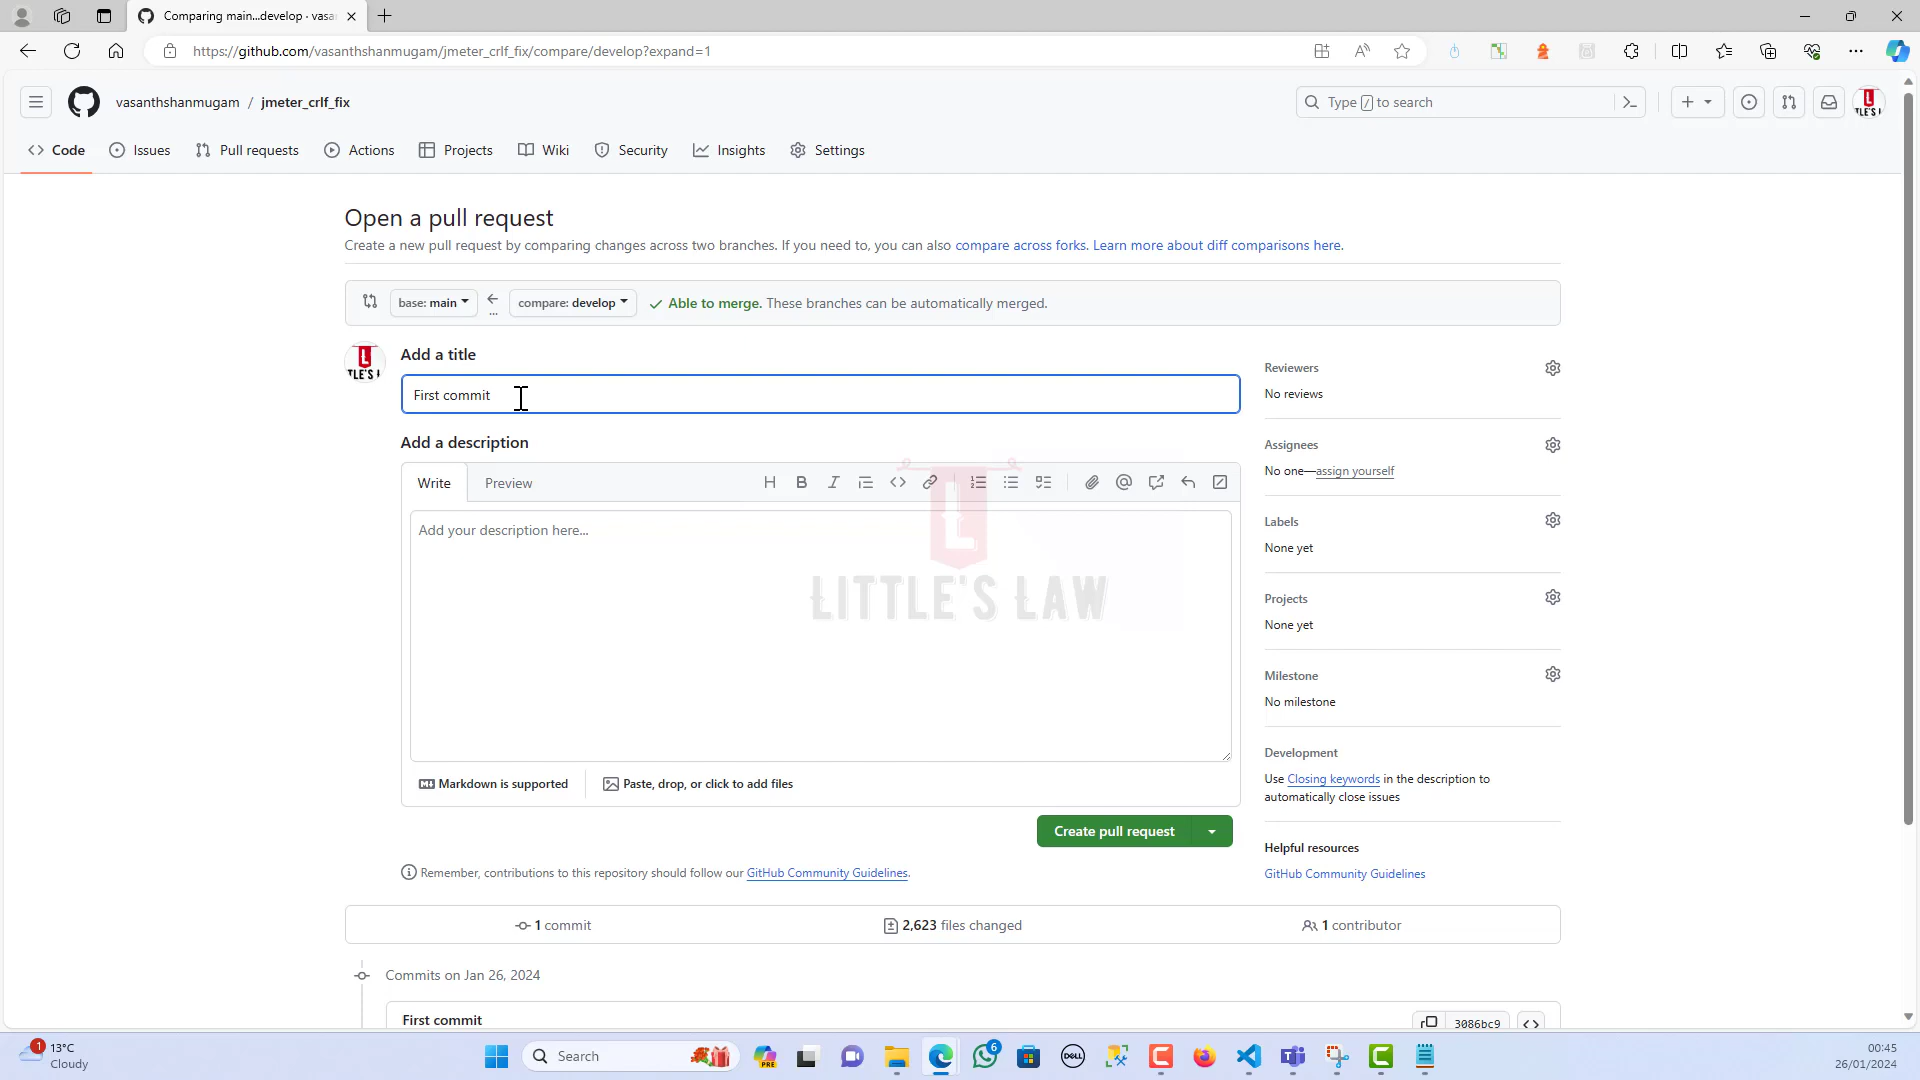 Comparing main...develop · vasa
https://github.com/vasanthshanmugam/jmeter_crlf_fix/compare/develop?expand=1
vasanthshanmugam / jmeter_crlf_fix
Type / to search
Code Issues Pull requests Actions Projects Wiki Security Insights Settings
Open a pull request
Create a new pull request by comparing changes across two branches. If you need to, you can also compare across forks. Learn more about diff comparisons here.
base: main compare: develop Able to merge. These branches can be automatically merged.
Add a title
First commit
Add a description
Write Preview
Add your description here...
LITTLE'S LAW
Markdown is supported Paste, drop, or click to add files
Create pull request
Remember, contributions to this repository should follow our GitHub Community Guidelines.
Reviewers
No reviews
Assignees
No one—assign yourself
Labels
None yet
Projects
None yet
Milestone
No milestone
Development
Use Closing keywords in the description to
automatically close issues
Helpful resources
GitHub Community Guidelines
1 commit 2,623 files changed 1 contributor
Commits on Jan 26, 2024
First commit 3086bc9
1 13°C
Cloudy
Search
PRE
6
DELL
00:45
26/01/2024